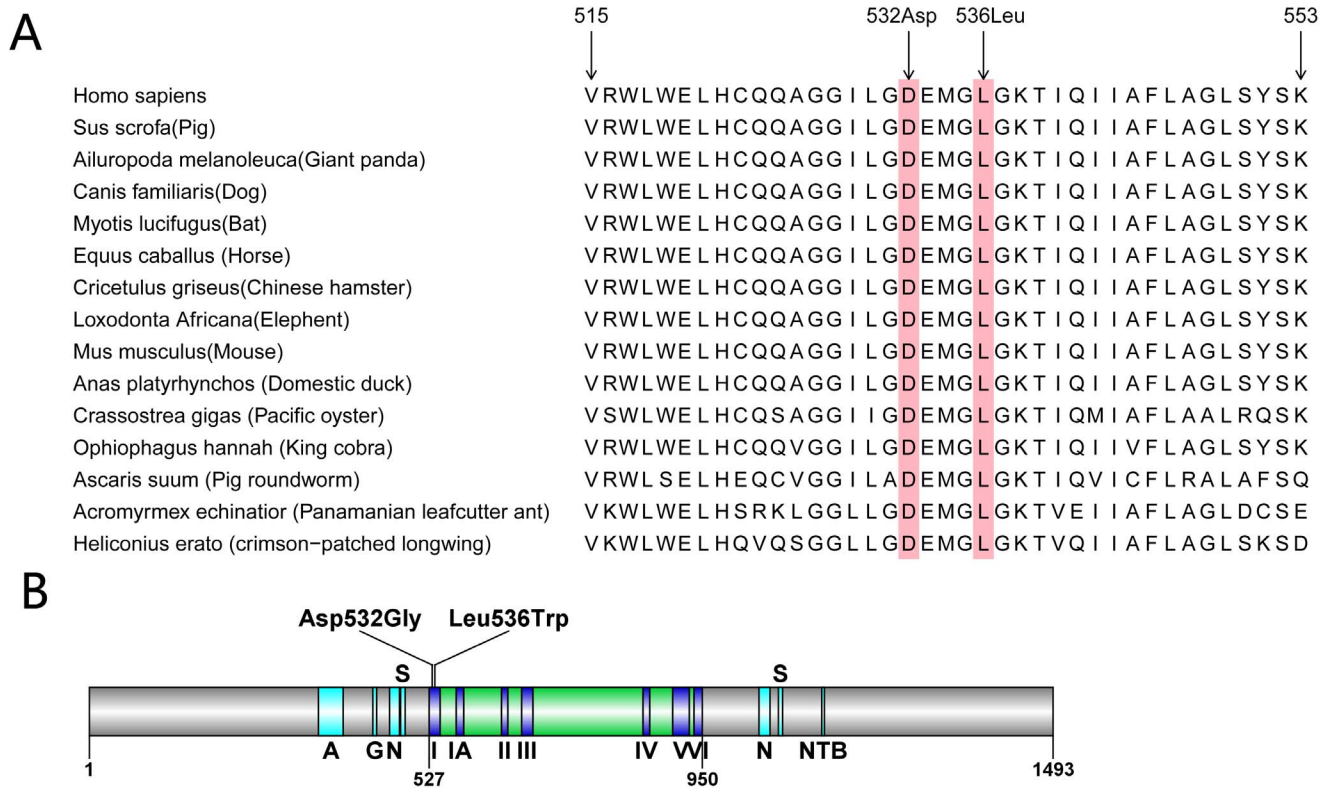 A
515 532Asp 536Leu 553
Homo sapiens VRWLWELHCQQAGGILGDEMGLGKTIQIIAFLAGLSYSK
Sus scrofa(Pig) VRWLWELHCQQAGGILGDEMGLGKTIQIIAFLAGLSYSK
Ailuropoda melanoleuca(Giant panda) VRWLWELHCQQAGGILGDEMGLGKTIQIIAFLAGLSYSK
Canis familiaris(Dog) VRWLWELHCQQAGGILGDEMGLGKTIQIIAFLAGLSYSK
Myotis lucifugus(Bat) VRWLWELHCQQAGGILGDEMGLGKTIQIIAFLAGLSYSK
Equus caballus (Horse) VRWLWELHCQQAGGILGDEMGLGKTIQIIAFLAGLSYSK
Cricetulus griseus(Chinese hamster) VRWLWELHCQQAGGILGDEMGLGKTIQIIAFLAGLSYSK
Loxodonta Africana(Elephent) VRWLWELHCQQAGGILGDEMGLGKTIQIIAFLAGLSYSK
Mus musculus(Mouse) VRWLWELHCQQAGGILGDEMGLGKTIQIIAFLAGLSYSK
Anas platyrhynchos (Domestic duck) VRWLWELHCQQAGGILGDEMGLGKTIQIIAFLAGLSYSK
Crassostrea gigas (Pacific oyster) VSWLWELHCQSAGGIIGDEMGLGKTIQMIAFLAALRQSK
Ophiophagus hannah (King cobra) VRWLWELHCQQVGGILGDEMGLGKTIQIIVFLAGLSYSK
Ascaris suum (Pig roundworm) VRWLSELHEQCVGGILADEMGLGKTIQVICFLRALAFSQ
Acromyrmex echinatior (Panamanian leafcutter ant) VKWLWELHSRKLGGLLGDEMGLGKTVEIIAFLAGLDCSE
Heliconius erato (crimson−patched longwing) VKWLWELHQVQSGGLLGDEMGLGKTVQIIAFLAGLSKSD
B
Asp532Gly Leu536Trp
S S
A G N I IA II III IV V VI N NTB
1 527 950 1493